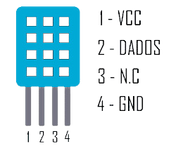 1 - VCC
2 - DADOS
3 - N.C
4 - GND
1 2 3 4